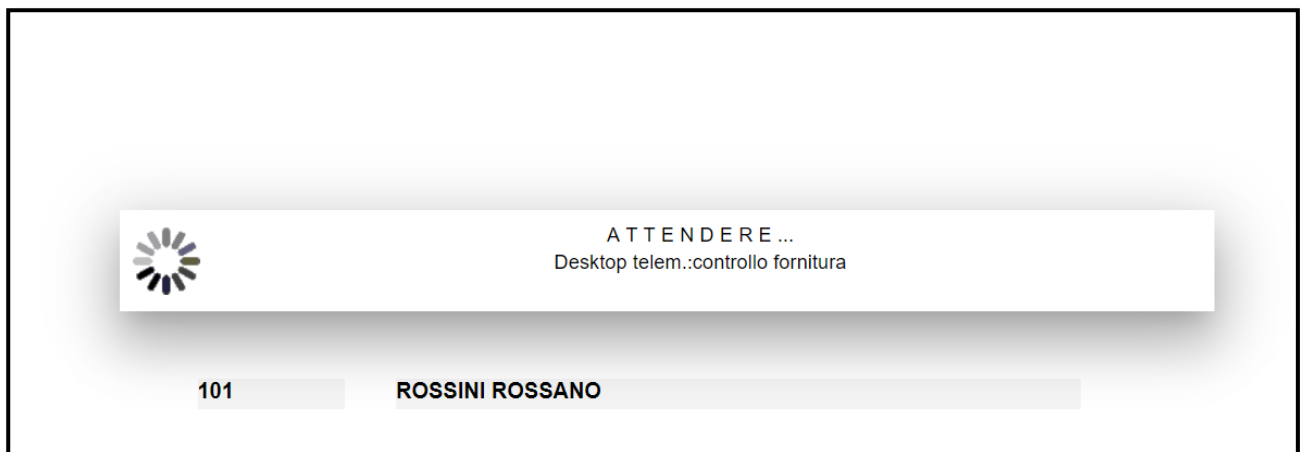 A T T E N D E R E ...
Desktop telem.:controllo fornitura
101 ROSSINI ROSSANO